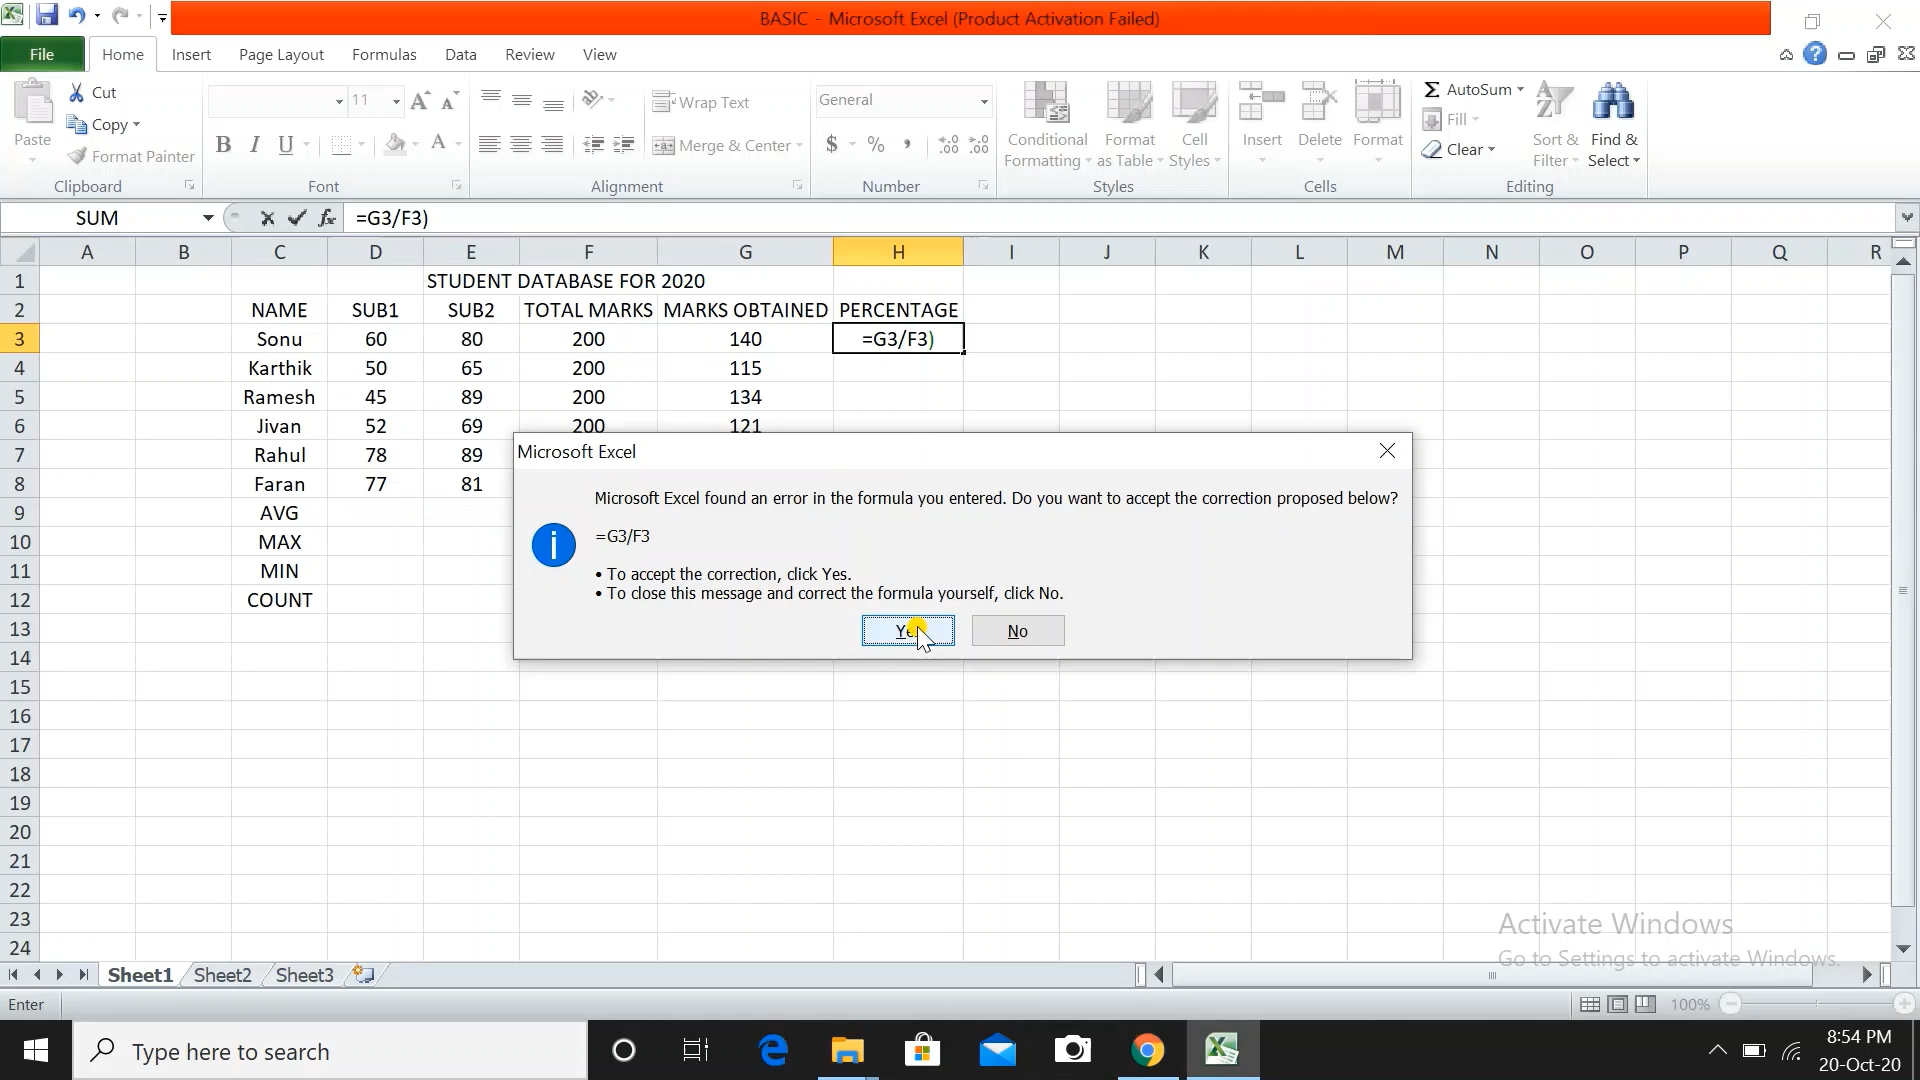 BASIC - Microsoft Excel (Product Activation Failed)
File Home Insert Page Layout Formulas Data Review View
Paste
Cut
Copy
Format Painter
Clipboard
11
A A
B I U A
Font
Wrap Text
Merge & Center
Alignment
General
$ % ,
Number
Conditional Formatting
Format as Table
Cell Styles
Styles
Insert
Delete
Format
Cells
Σ AutoSum
Fill
Clear
Sort & Filter
Find & Select
Editing
SUM fx =G3/F3)
A B C D E F G H I J K L M N O P Q R
1 STUDENT DATABASE FOR 2020
2 NAME SUB1 SUB2 TOTAL MARKS MARKS OBTAINED PERCENTAGE
3 Sonu 60 80 200 140 =G3/F3)
4 Karthik 50 65 200 115
5 Ramesh 45 89 200 134
6 Jivan 52 69 200 121
7 Rahul 78 89
8 Faran 77 81
9 AVG
10 MAX
11 MIN
12 COUNT
13
14
15
16
17
18
19
20
21
22
23
24
Microsoft Excel
Microsoft Excel found an error in the formula you entered. Do you want to accept the correction proposed below?
=G3/F3
• To accept the correction, click Yes.
• To close this message and correct the formula yourself, click No.
Yes No
Activate Windows
Go to Settings to activate Windows.
Sheet1 Sheet2 Sheet3
Enter 100%
Type here to search
8:54 PM
20-Oct-20